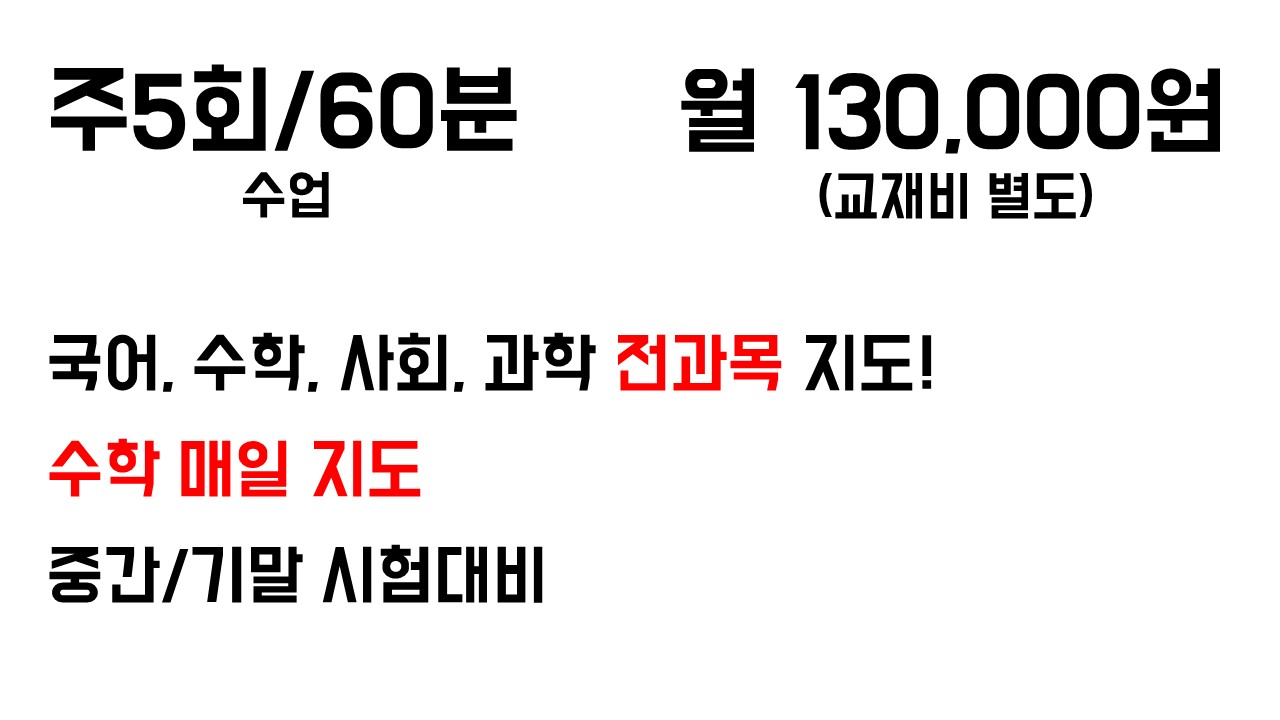 주5회/60분 월 130,000원
수업 (교재비 별도)
국어, 수학, 사회, 과학 전과목 지도!
수학 매일 지도
중간/기말 시험대비